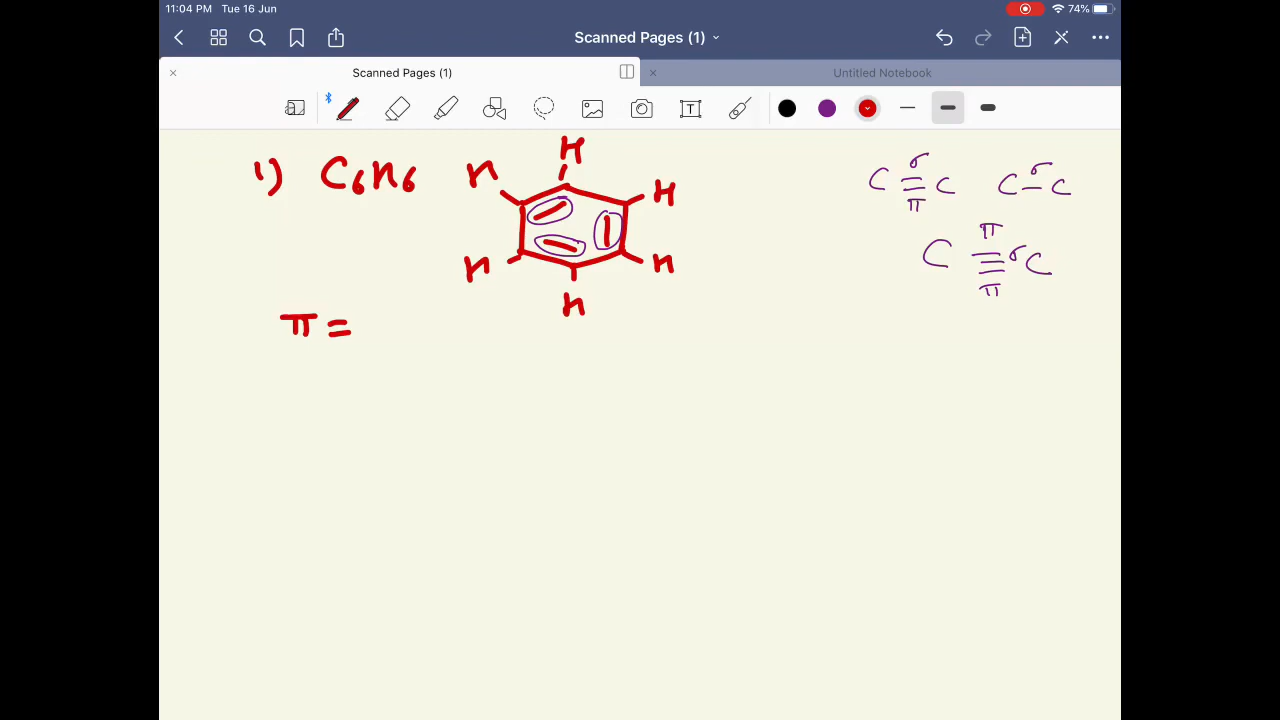 11:04 PM Tue 16 Jun 74%
Scanned Pages (1)
Scanned Pages (1) Untitled Notebook
T
1) C6H6
H
H
H
H
H
H
C σ = π C
C σ – C
C π ≡ σ π C
π =